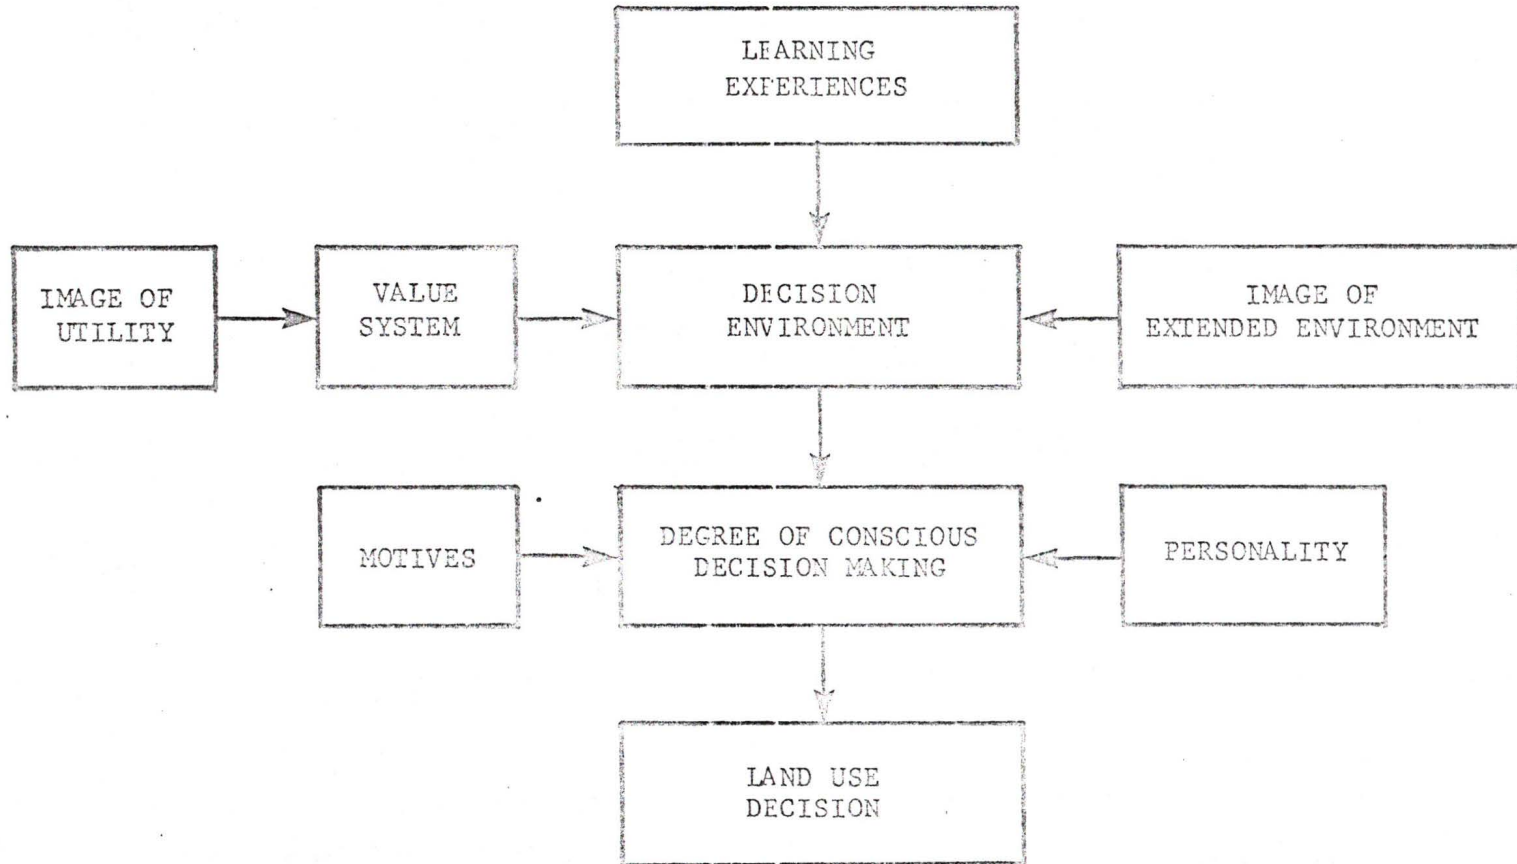 LEARNING
EXPERIENCES
IMAGE OF
UTILITY
VALUE
SYSTEM
DECISION
ENVIRONMENT
IMAGE OF
EXTENDED ENVIRONMENT
MOTIVES
DEGREE OF CONSCIOUS
DECISION MAKING
PERSONALITY
LAND USE
DECISION